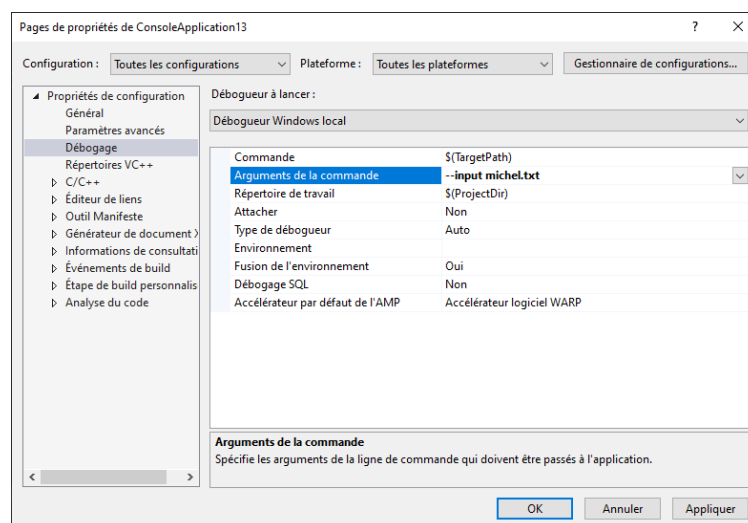 Pages de propriétés de ConsoleApplication13
? X
Configuration : Toutes les configurations Plateforme : Toutes les plateformes Gestionnaire de configurations...
Propriétés de configuration
Général
Paramètres avancés
Débogage
Répertoires VC++
C/C++
Éditeur de liens
Outil Manifeste
Générateur de document X
Informations de consultati
Événements de build
Étape de build personnalis
Analyse du code
Débogueur à lancer :
Débogueur Windows local
Commande $(TargetPath)
Arguments de la commande --input michel.txt
Répertoire de travail $(ProjectDir)
Attacher Non
Type de débogueur Auto
Environnement
Fusion de l'environnement Oui
Débogage SQL Non
Accélérateur par défaut de l'AMP Accélérateur logiciel WARP
Arguments de la commande
Spécifie les arguments de la ligne de commande qui doivent être passés à l'application.
OK Annuler Appliquer